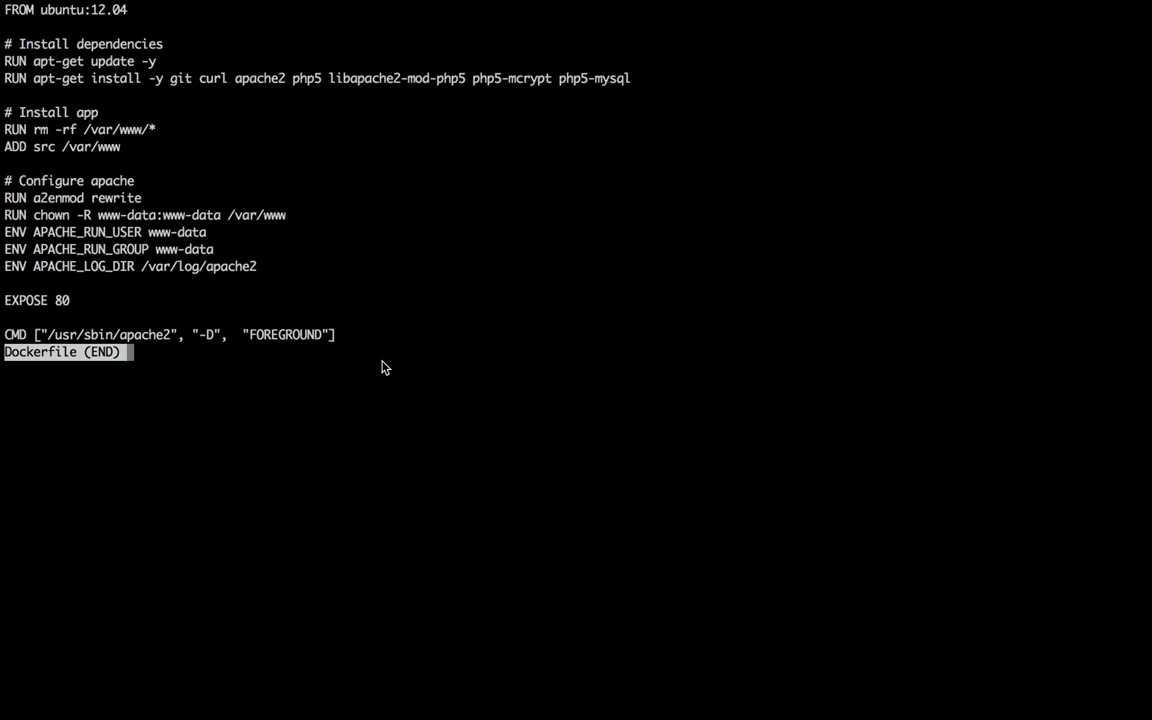 FROM ubuntu:12.04
# Install dependencies
RUN apt-get update -y
RUN apt-get install -y git curl apache2 php5 libapache2-mod-php5 php5-mcrypt php5-mysql
# Install app
RUN rm -rf /var/www/*
ADD src /var/www
# Configure apache
RUN a2enmod rewrite
RUN chown -R www-data:www-data /var/www
ENV APACHE_RUN_USER www-data
ENV APACHE_RUN_GROUP www-data
ENV APACHE_LOG_DIR /var/log/apache2
EXPOSE 80
CMD ["/usr/sbin/apache2", "-D",  "FOREGROUND"]
Dockerfile (END)